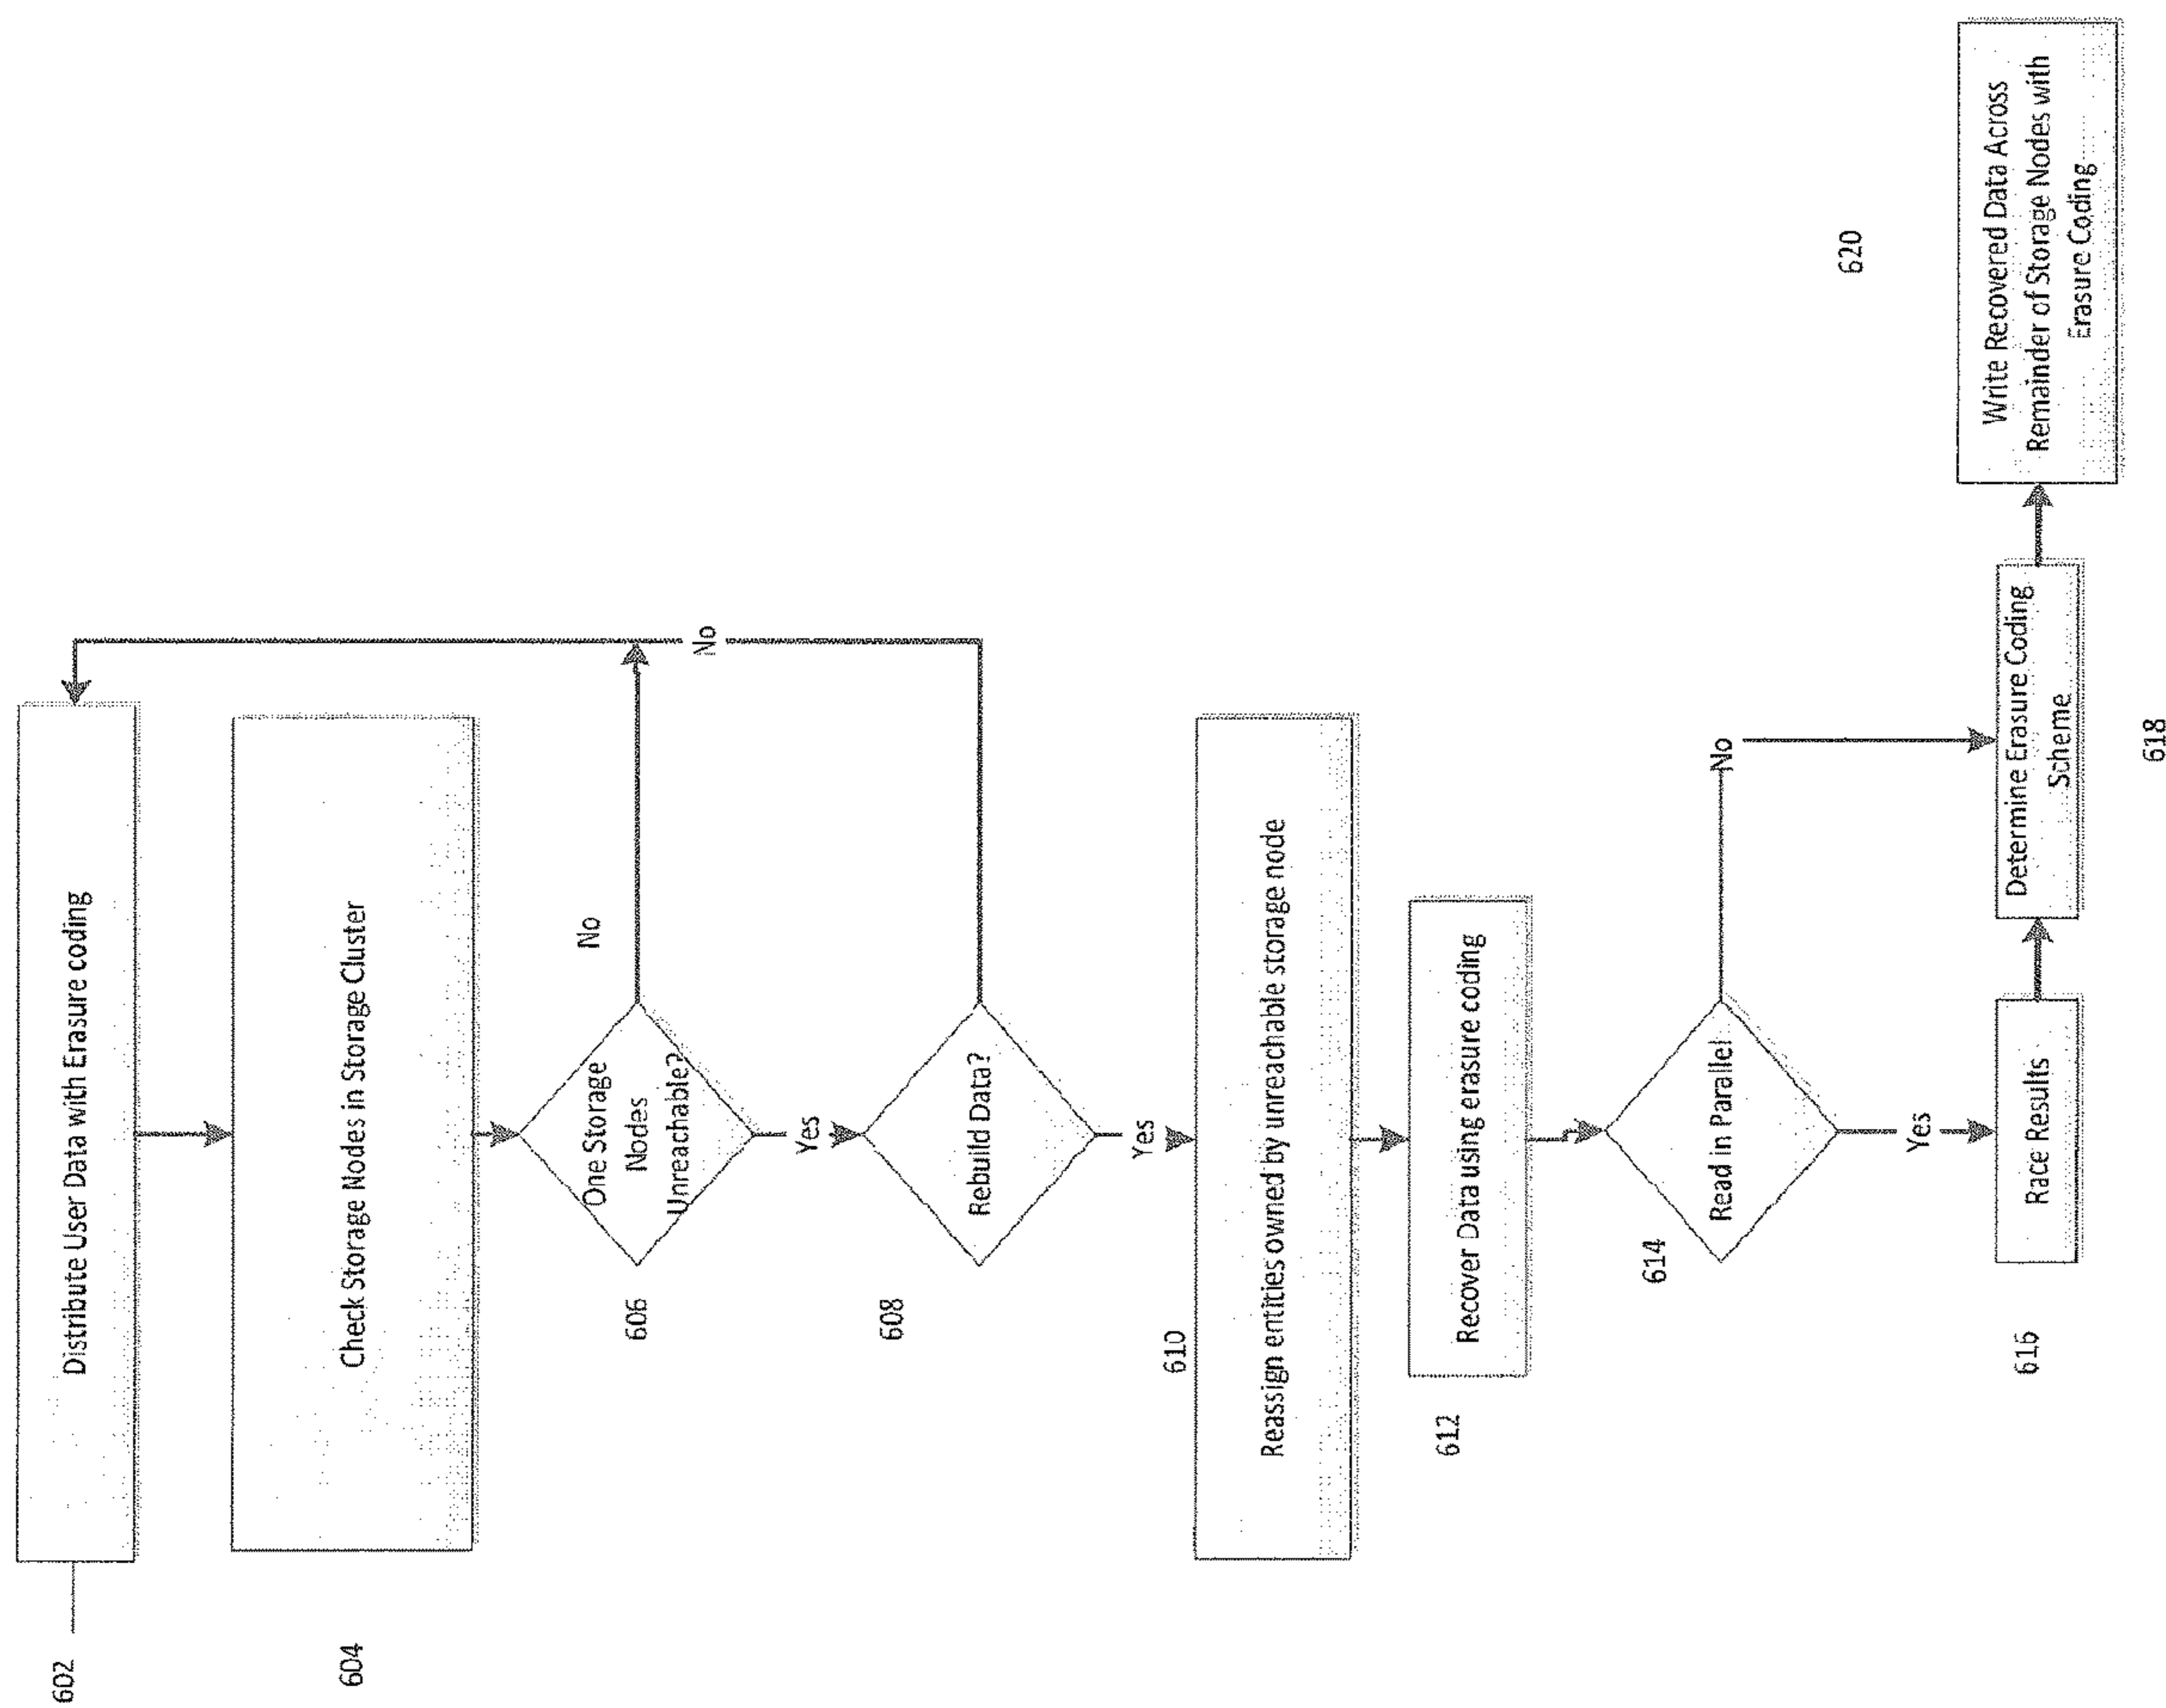 602
Distribute User Data with Erasure coding
604
Check Storage Nodes in Storage Cluster
606
One Storage
Nodes
Unreachable?
No
Yes
608
Rebuild Data?
No
Yes
610
Reassign entities owned by unreachable storage node
612
Recover Data using erasure coding
614
Read in Parallel
No
Yes
616
Race Results
618
Determine Erasure Coding
Scheme
620
Write Recovered Data Across
Remainder of Storage Nodes with
Erasure Coding